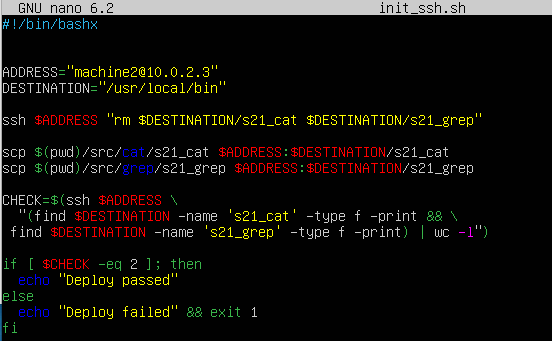 GNU nano 6.2 init_ssh.sh
#!/bin/bashx
ADDRESS="machine2@10.0.2.3"
DESTINATION="/usr/local/bin"
ssh $ADDRESS "rm $DESTINATION/s21_cat $DESTINATION/s21_grep"
scp $(pwd)/src/cat/s21_cat $ADDRESS:$DESTINATION/s21_cat
scp $(pwd)/src/grep/s21_grep $ADDRESS:$DESTINATION/s21_grep
CHECK=$(ssh $ADDRESS \
"(find $DESTINATION -name 's21_cat' -type f -print && \
find $DESTINATION -name 's21_grep' -type f -print) | wc -l")
if [ $CHECK -eq 2 ]; then
echo "Deploy passed"
else
echo "Deploy failed" && exit 1
fi